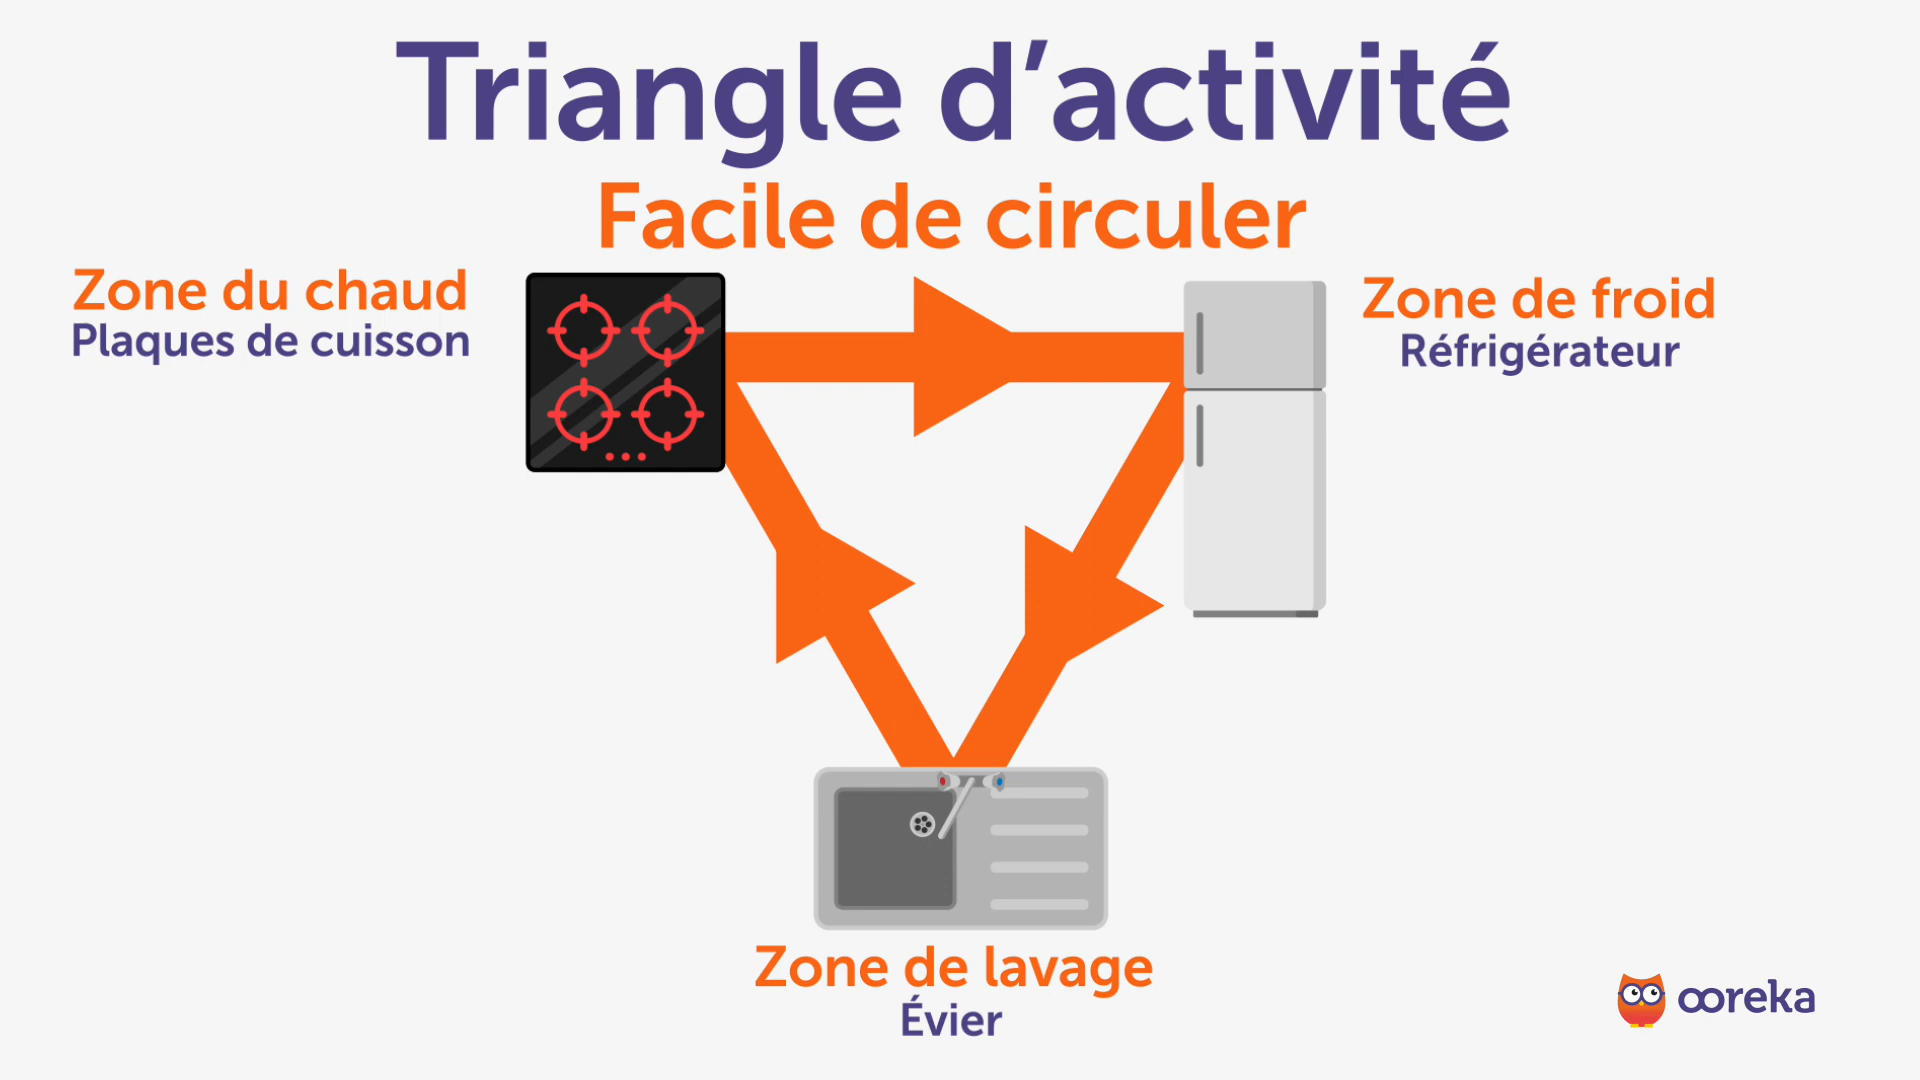 Triangle d’activité
Facile de circuler
Zone du chaud
Plaques de cuisson
Zone de froid
Réfrigérateur
Zone de lavage
Évier
ooreka